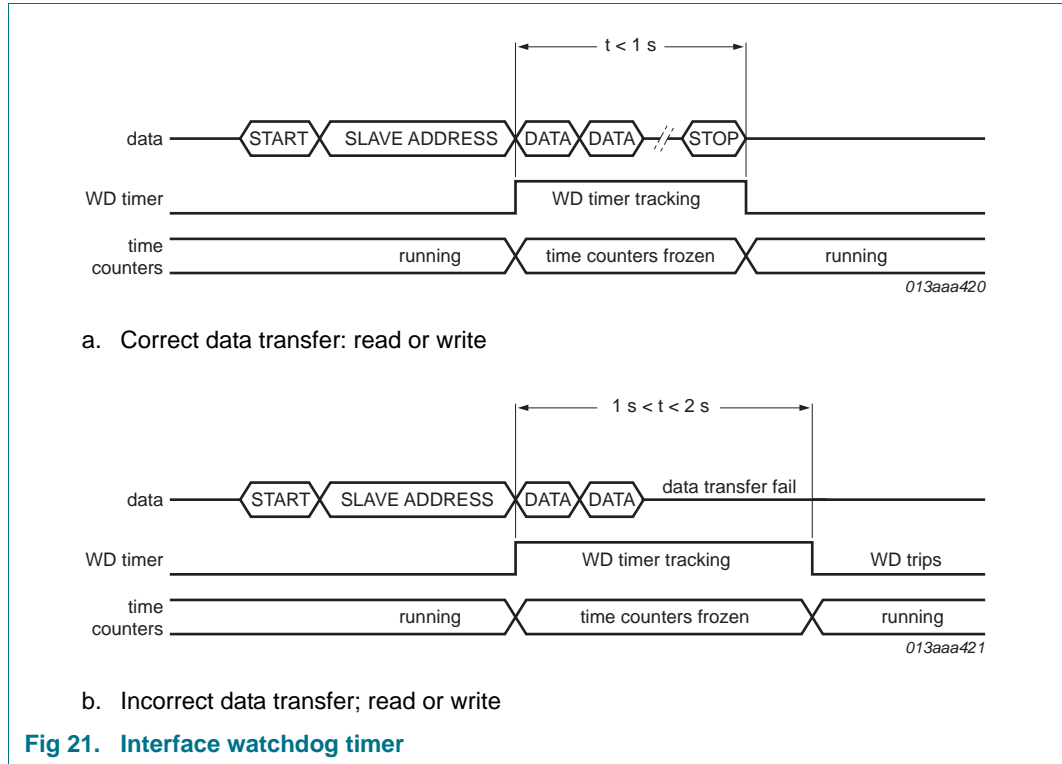 t < 1 s
data START SLAVE ADDRESS DATA DATA STOP
WD timer WD timer tracking
time
counters running time counters frozen running
013aaa420
a. Correct data transfer: read or write
1 s < t < 2 s
data START SLAVE ADDRESS DATA DATA data transfer fail
WD timer WD timer tracking WD trips
time
counters running time counters frozen running
013aaa421
b. Incorrect data transfer; read or write
Fig 21. Interface watchdog timer